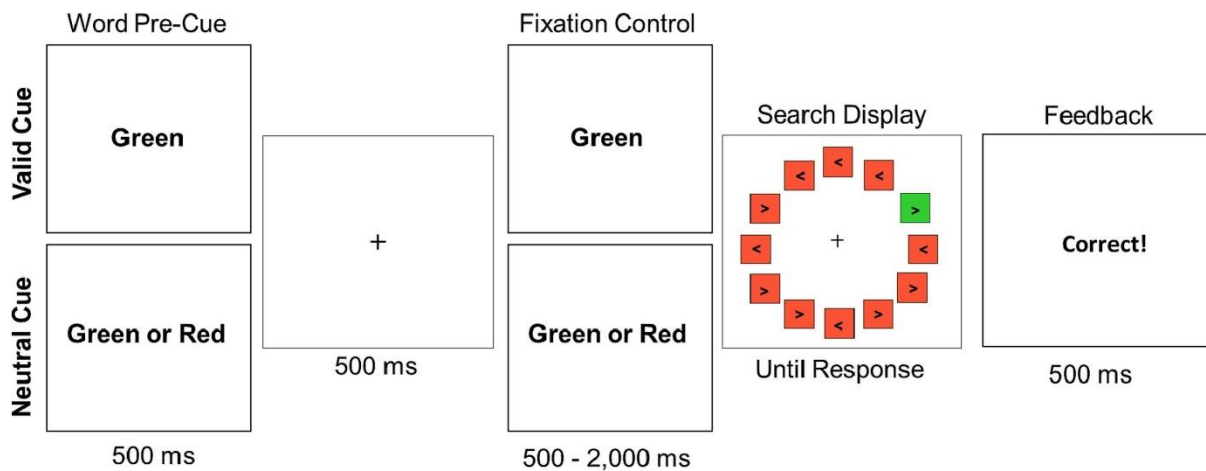 Word Pre-Cue
Fixation Control
Valid Cue
Green
Green
Search Display
Feedback
<
<
<
>
>
<
+
<
>
>
>
>
<
+
Correct!
Neutral Cue
Green or Red
Green or Red
500 ms
Until Response
500 ms
500 ms
500 - 2,000 ms